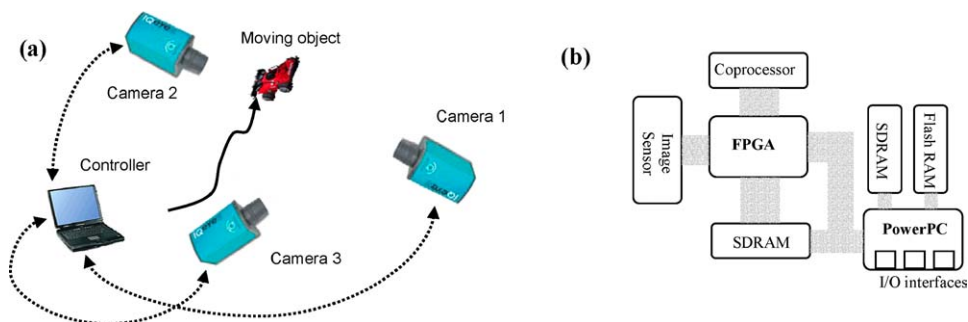 (a)
Moving object
Camera 2
Camera 1
Controller
Camera 3
(b)
Coprocessor
Image
Sensor
FPGA
SDRAM
SDRAM
Flash RAM
PowerPC
I/O interfaces